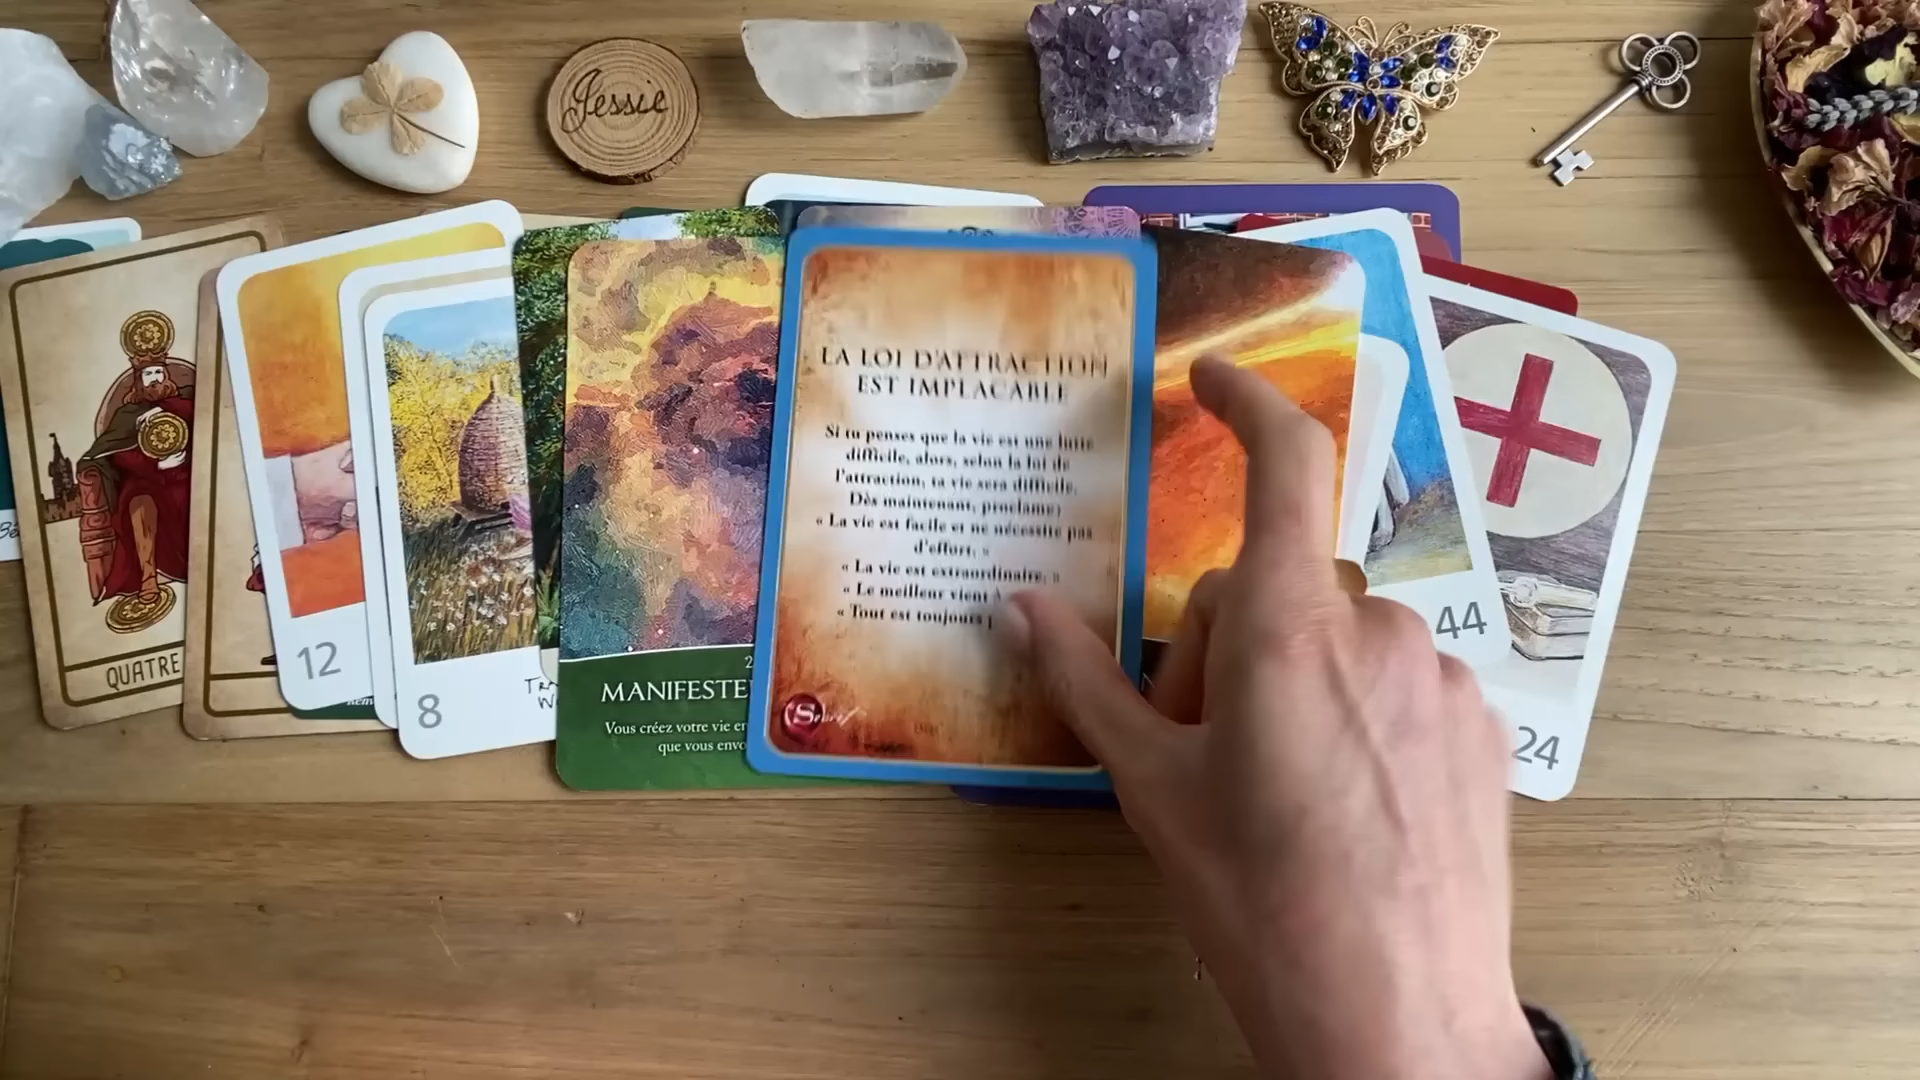 Jessie
LA LOI D'ATTRACTION
EST IMPLACABLE
Si tu penses que la vie est une lutte
difficile, alors, selon la loi de
l'attraction, ta vie sera difficile.
Dès maintenant, proclame :
« La vie est facile et ne nécessite pas
d'effort. »
« La vie est extraordinaire. »
« Le meilleur vient
« Tout est toujours
Secret
QUATRE
12
8
MANIFESTE
Vous créez votre vie
que vous
44
24